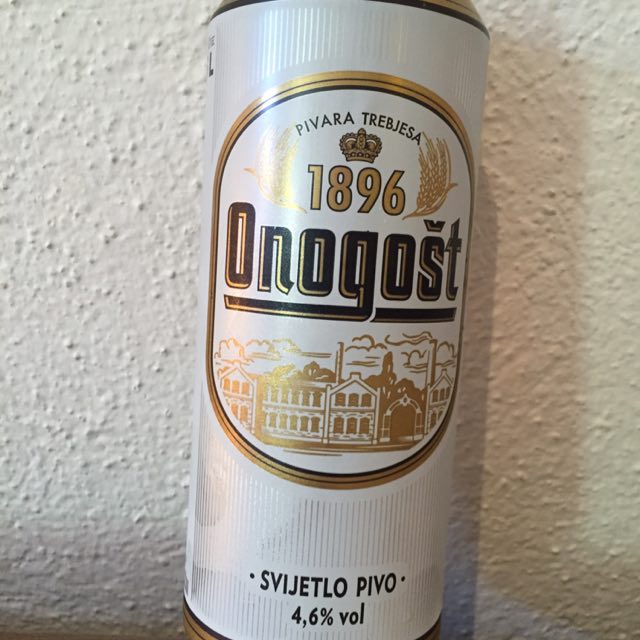 PIVARA TREBJESA
1896
Onogošt
• SVIJETLO PIVO •
4,6% vol